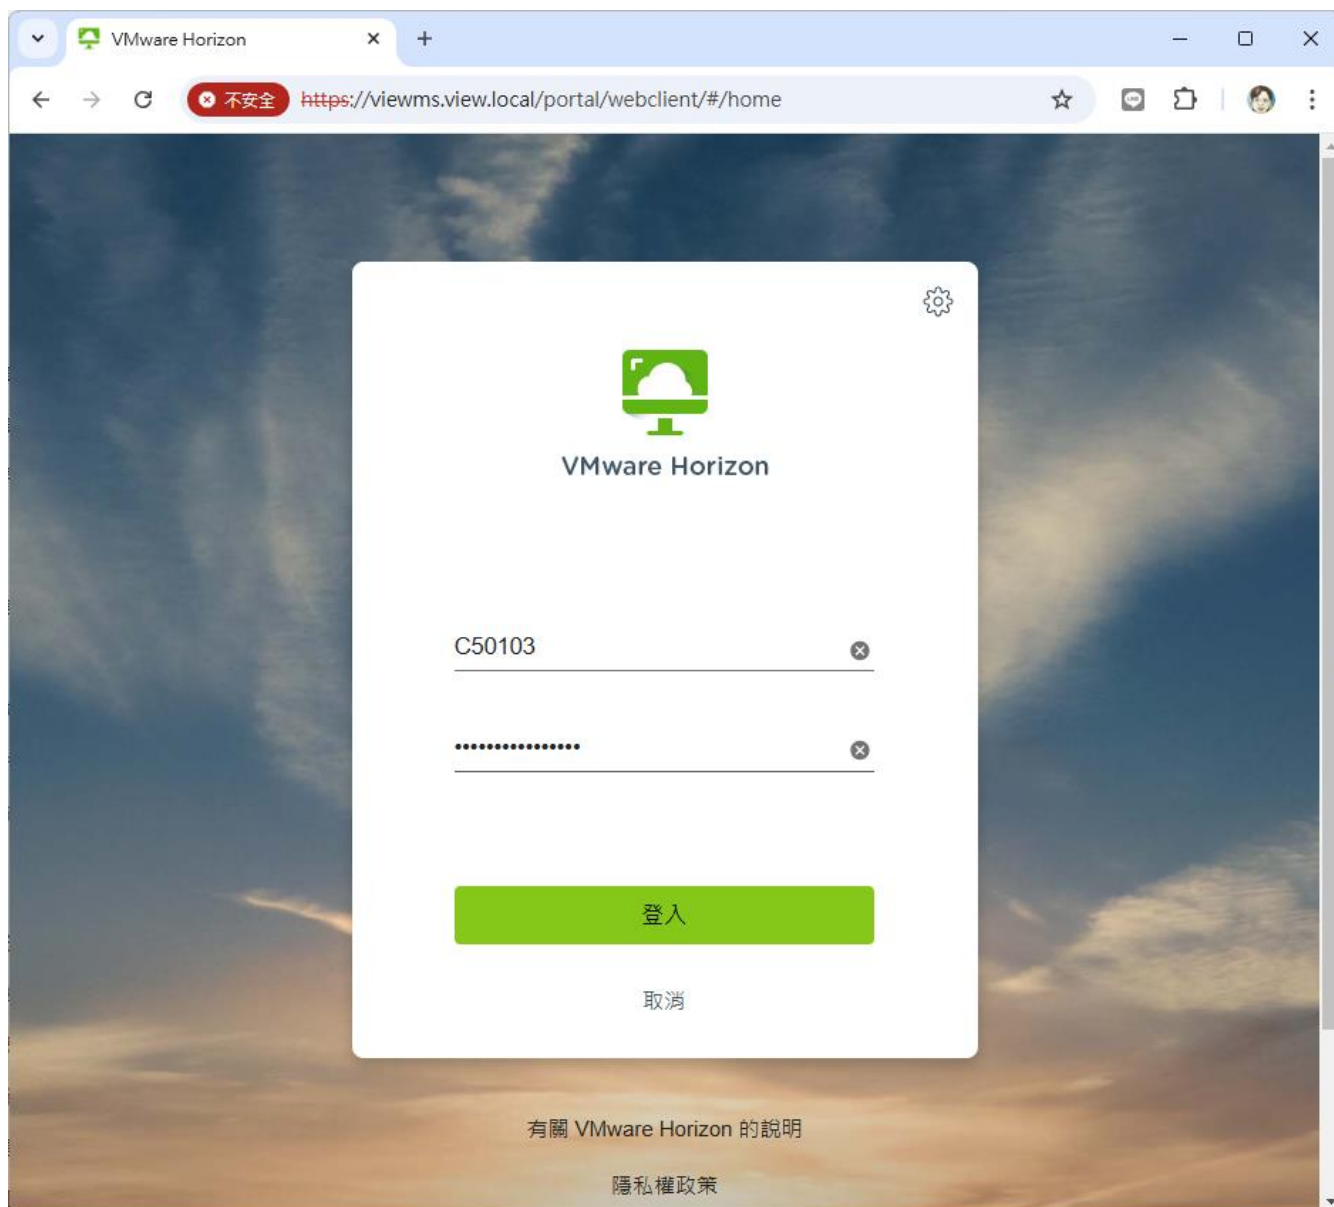 VMware Horizon
不安全 https://viewms.view.local/portal/webclient/#/home
VMware Horizon
C50103
••••••••••••••••
登入
取消
有關 VMware Horizon 的說明
隱私權政策